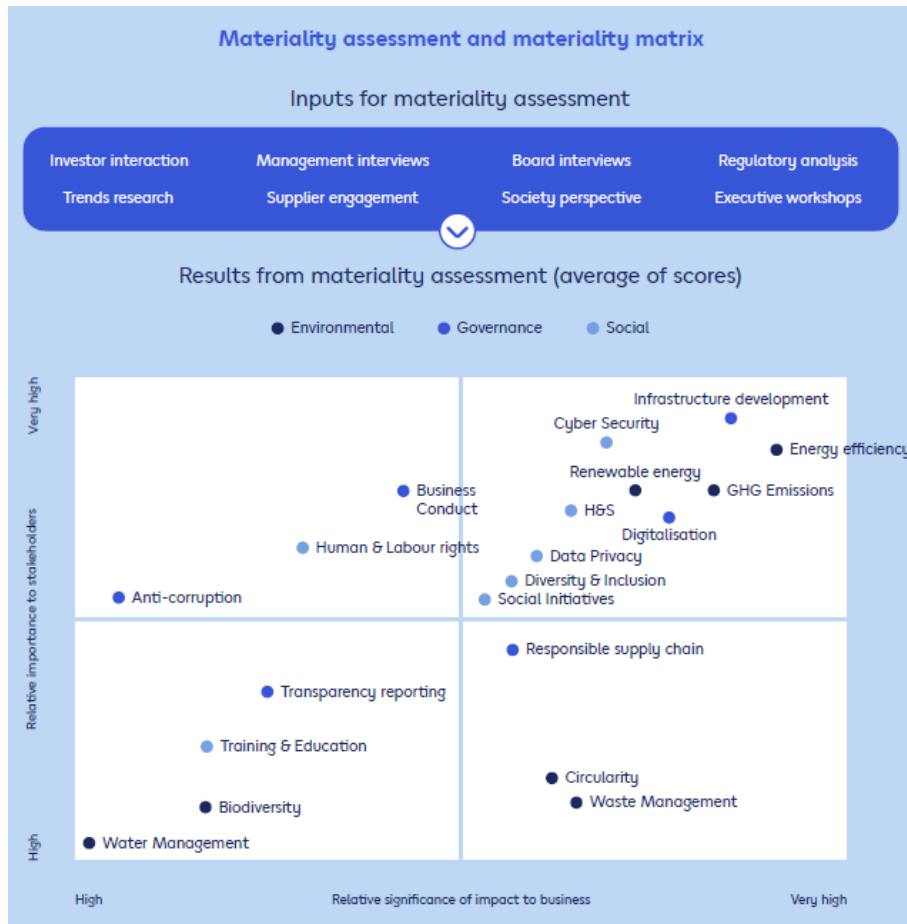 Materiality assessment and materiality matrix
Inputs for materiality assessment
Investor interaction Management interviews Board interviews Regulatory analysis
Trends research Supplier engagement Society perspective Executive workshops
Results from materiality assessment (average of scores)
Environmental Governance Social
Very high
Relative importance to stakeholders
High
Infrastructure development
Cyber Security
Energy efficiency
Renewable energy
Business
Conduct
GHG Emissions
H&S
Digitalisation
Human & Labour rights
Data Privacy
Diversity & Inclusion
Anti-corruption
Social Initiatives
Responsible supply chain
Transparency reporting
Training & Education
Circularity
Waste Management
Biodiversity
Water Management
High Relative significance of impact to business Very high